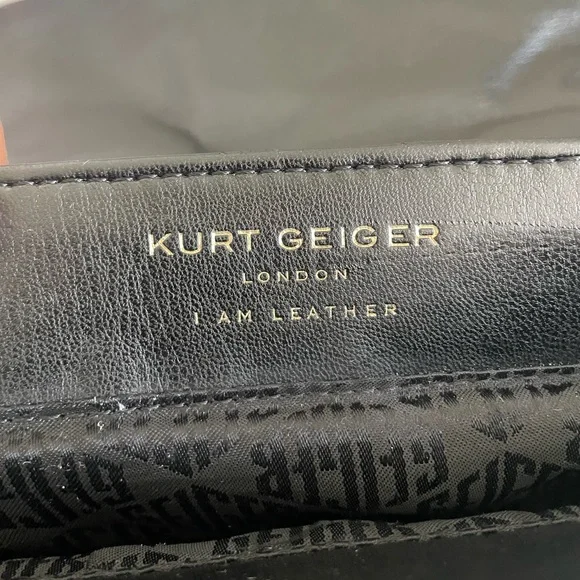 KURT GEIGER
LONDON
I AM LEATHER